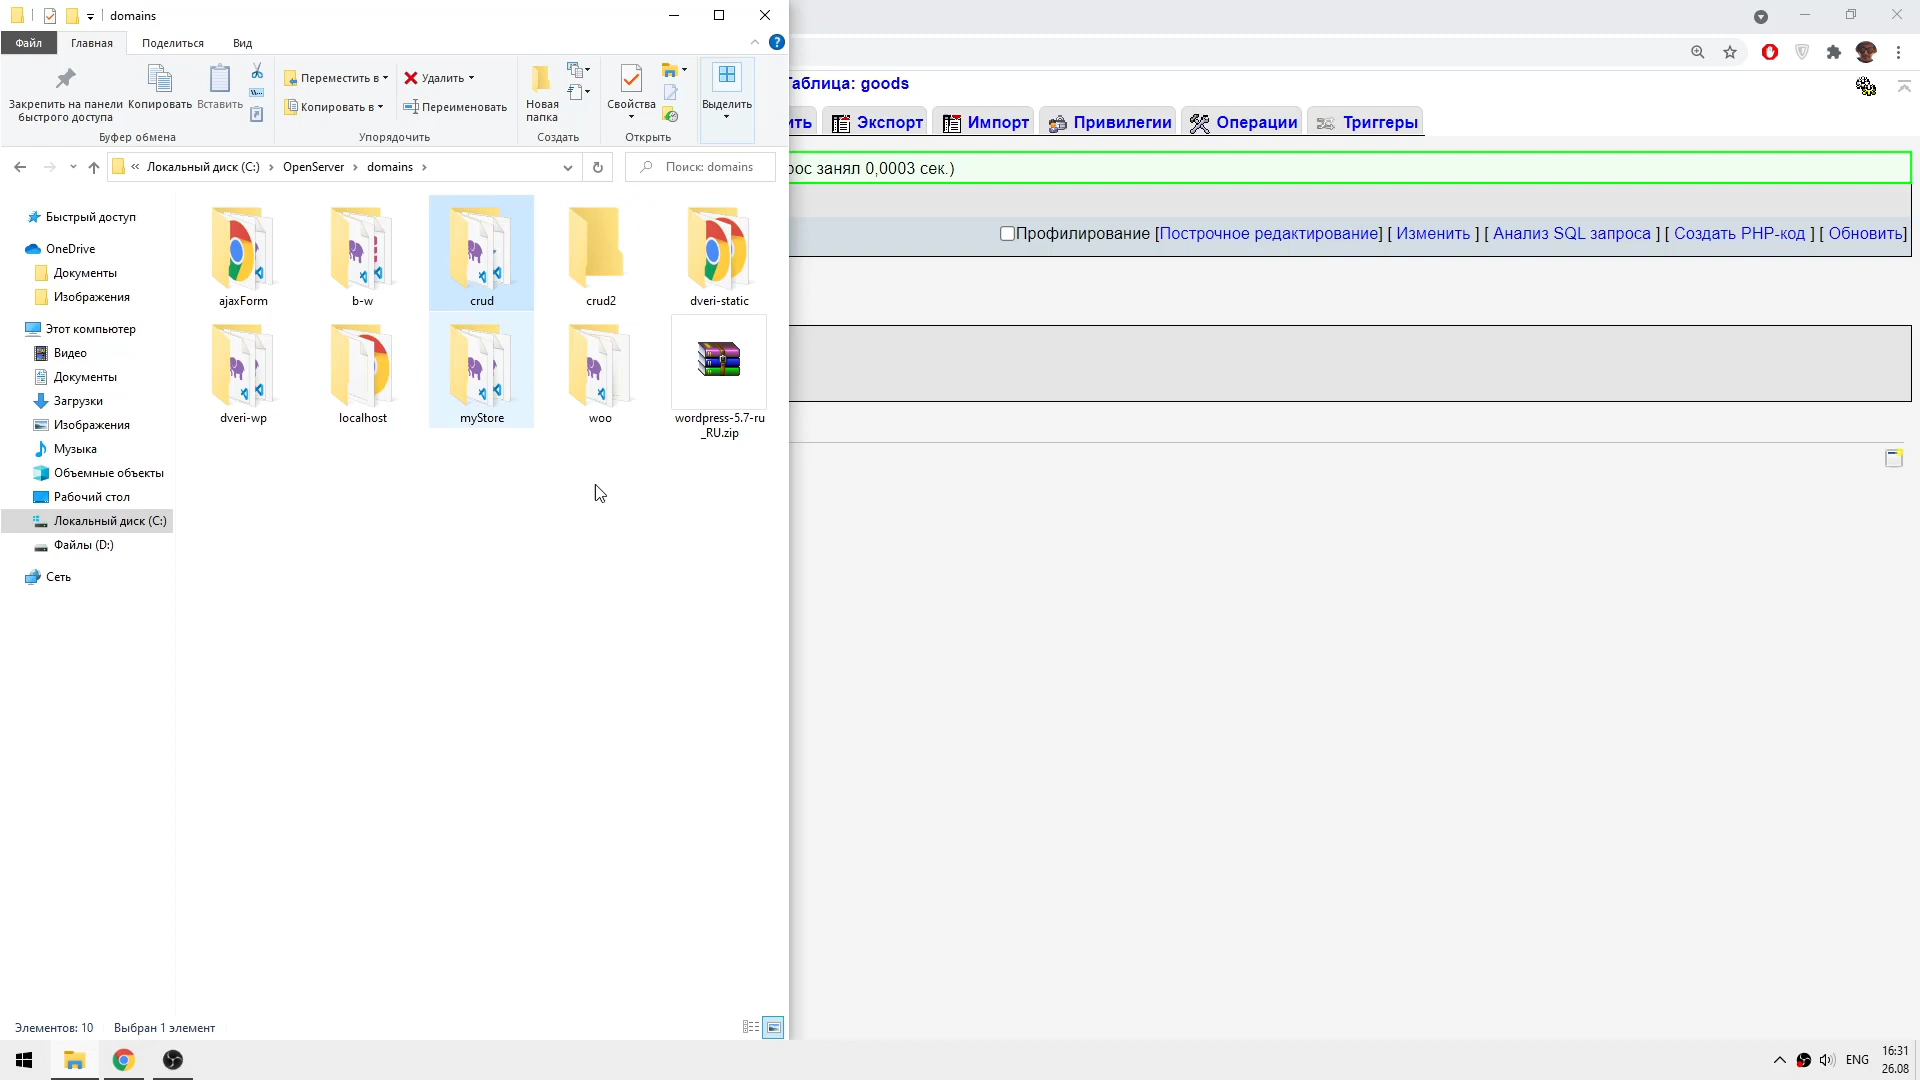 domains
Файл
Главная
Поделиться
Вид
Закрепить на панели
быстрого доступа
Копировать
Вставить
Переместить в
Копировать в
Удалить
Переименовать
Новая
папка
Свойства
Выделить
Буфер обмена
Упорядочить
Создать
Открыть
« Локальный диск (C:) › OpenServer › domains ›
Поиск: domains
Быстрый доступ
OneDrive
Документы
Изображения
Этот компьютер
Видео
Документы
Загрузки
Изображения
Музыка
Объемные объекты
Рабочий стол
Локальный диск (C:)
Файлы (D:)
Сеть
ajaxForm
b-w
crud
crud2
dveri-static
dveri-wp
localhost
myStore
woo
wordpress-5.7-ru
_RU.zip
Элементов: 10
Выбран 1 элемент
Таблица: goods
ить
Экспорт
Импорт
Привилегии
Операции
Триггеры
рос занял 0,0003 сек.)
Профилирование [Построчное редактирование] [ Изменить ] [ Анализ SQL запроса ] [ Создать PHP-код ] [ Обновить]
ENG
16:31
26.08